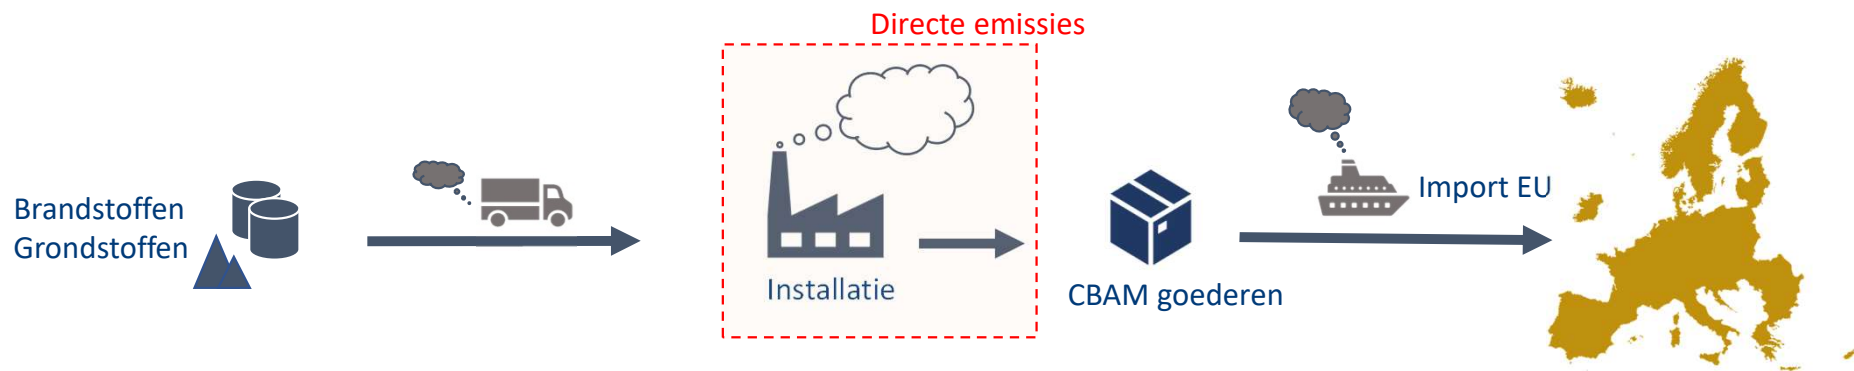 Directe emissies
Brandstoffen
Grondstoffen
Installatie
CBAM goederen
Import EU